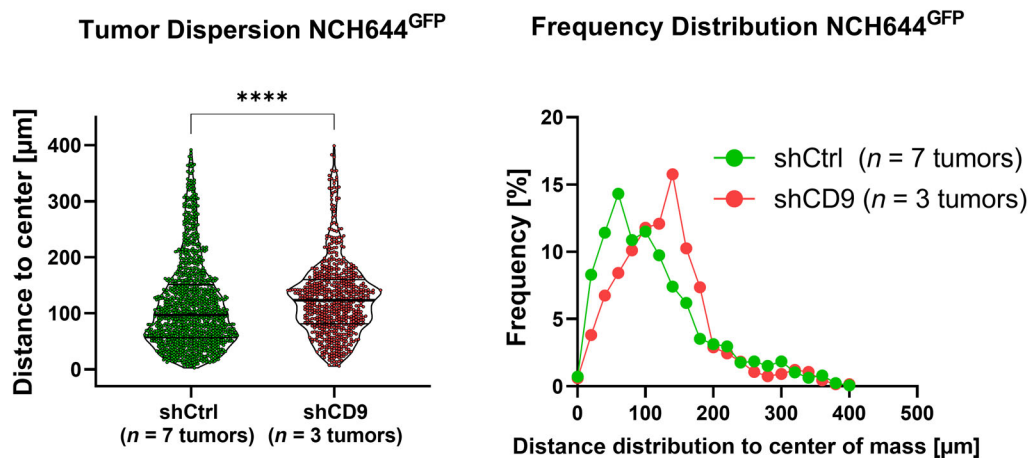 Tumor Dispersion NCH644GFP
****
Distance to center [µm]
400
300
200
100
0
shCtrl
(n = 7 tumors)
shCD9
(n = 3 tumors)
Frequency Distribution NCH644GFP
Frequency [%]
20
15
10
5
0
shCtrl (n = 7 tumors)
shCD9 (n = 3 tumors)
0 100 200 300 400 500
Distance distribution to center of mass [µm]